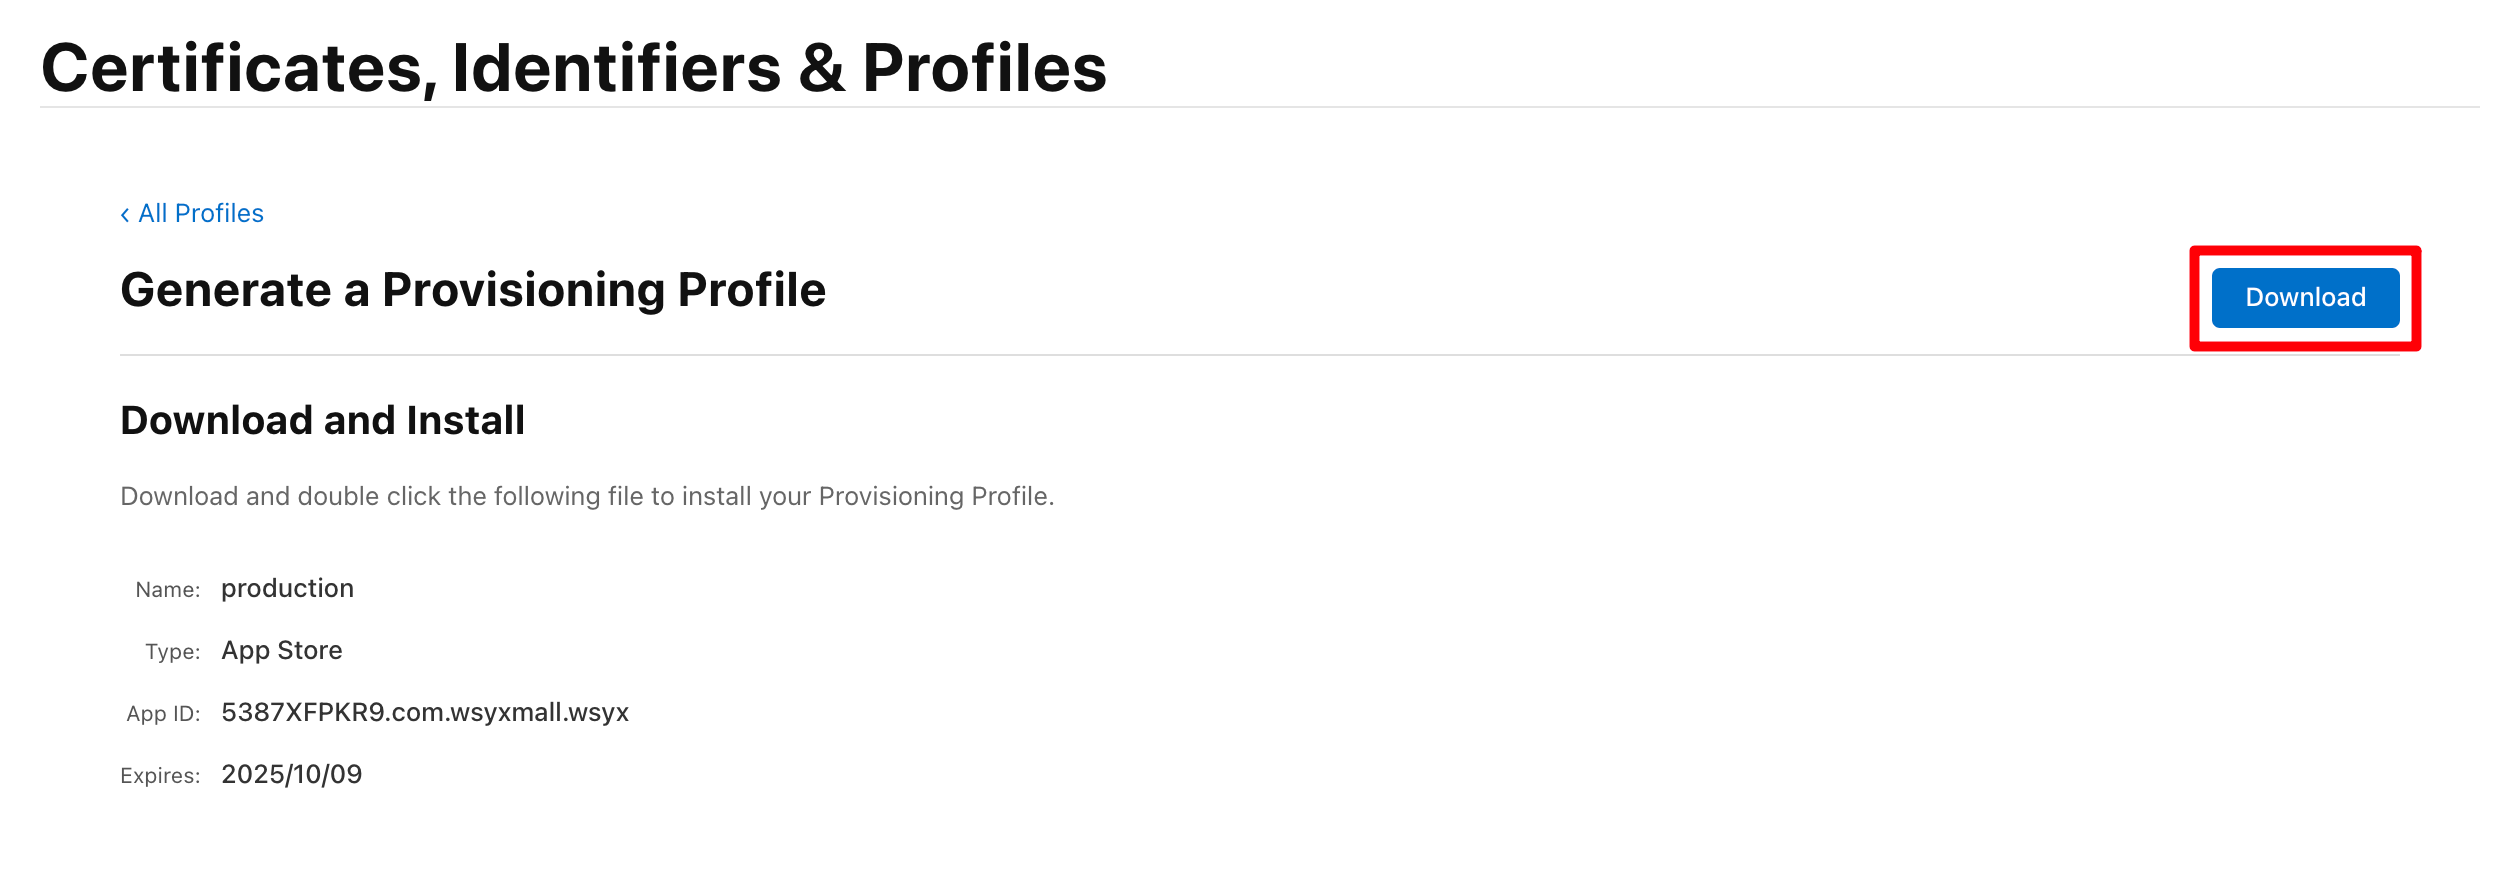 Certificates, Identifiers & Profiles
‹ All Profiles
Generate a Provisioning Profile
Download
Download and Install
Download and double click the following file to install your Provisioning Profile.
Name: production
Type: App Store
App ID: 5387XFPKR9.com.wsyxmall.wsyx
Expires: 2025/10/09